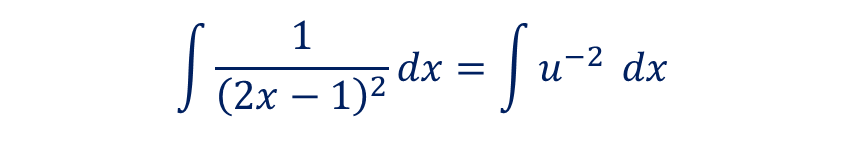 ∫ 1/(2x − 1)² dx = ∫ u⁻² dx